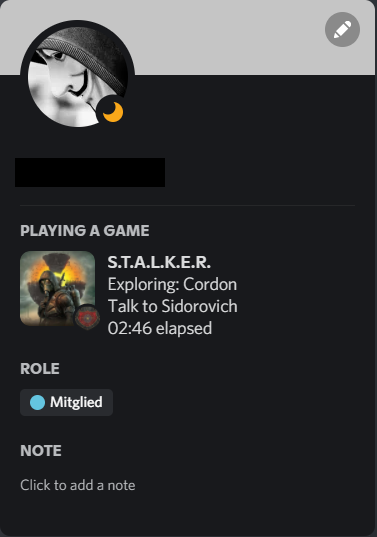 PLAYING A GAME
S.T.A.L.K.E.R.
Exploring: Cordon
Talk to Sidorovich
02:46 elapsed
ROLE
Mitglied
NOTE
Click to add a note